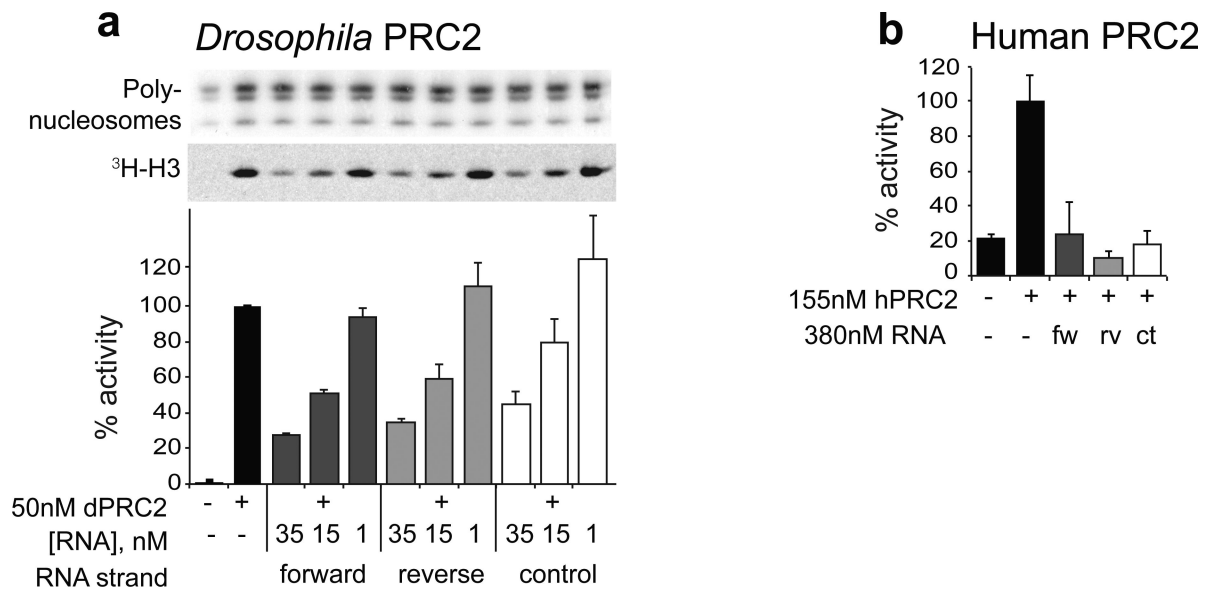 a
Drosophila PRC2
Poly-
nucleosomes
3H-H3
% activity
120
100
80
60
40
20
0
50nM dPRC2 - + + + +
[RNA], nM - - 35 15 1 35 15 1 35 15 1
RNA strand forward reverse control
b
Human PRC2
% activity
120
100
80
60
40
20
0
155nM hPRC2 - + + + +
380nM RNA - - fw rv ct